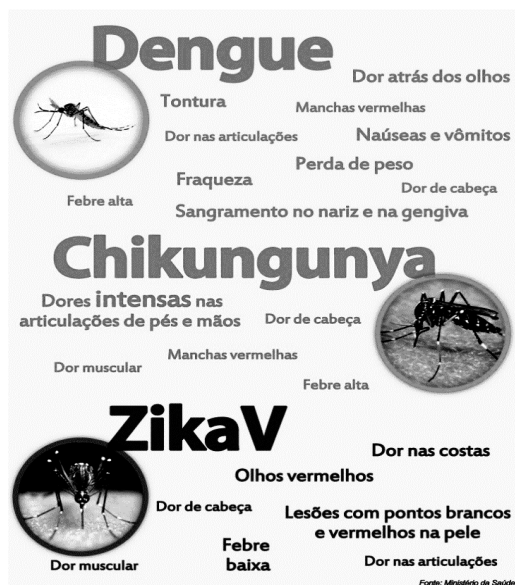 Dengue
Dor atrás dos olhos
Tontura
Manchas vermelhas
Dor nas articulações
Naúseas e vômitos
Perda de peso
Fraqueza
Dor de cabeça
Febre alta
Sangramento no nariz e na gengiva
Chikungunya
Dores intensas nas
articulações de pés e mãos
Dor de cabeça
Manchas vermelhas
Dor muscular
Febre alta
ZikaV
Dor nas costas
Olhos vermelhos
Dor de cabeça
Lesões com pontos brancos
e vermelhos na pele
Febre
baixa
Dor muscular
Dor nas articulações
Fonte: Ministério da Saúde